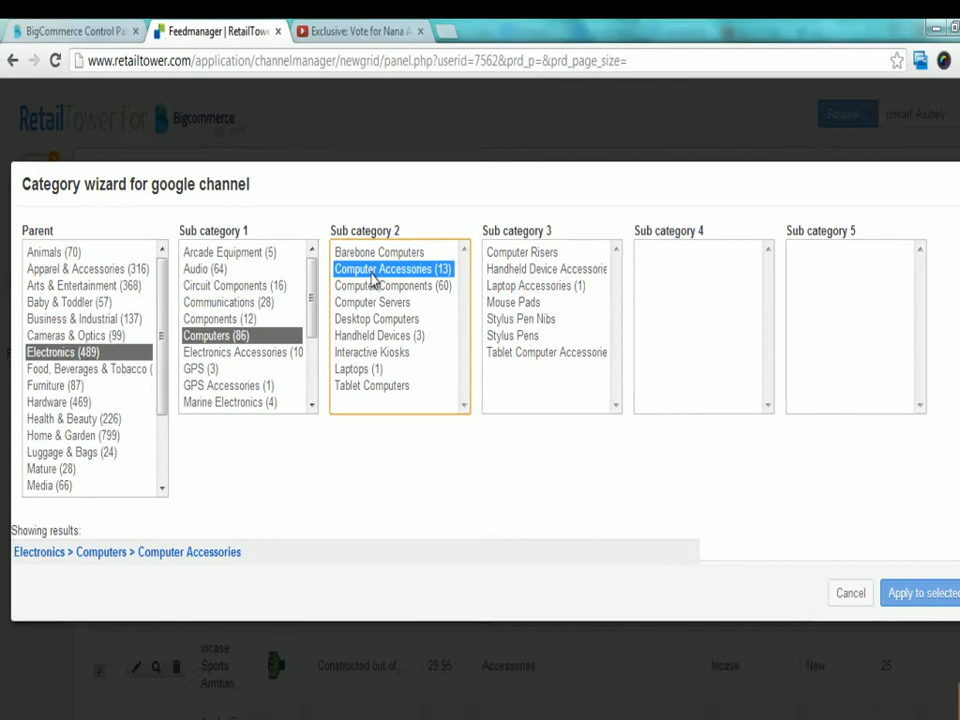 BigCommerce Control Pa
Feedmanager | RetailTowe
Exclusive: Vote for Nana A
www.retailtower.com/application/channelmanager/newgrid/panel.php?userid=7562&prd_p=&prd_page_size=
RetailTower For Bigcommerce
Category wizard for google channel
Parent
Sub category 1
Sub category 2
Sub category 3
Sub category 4
Sub category 5
Animals (70)
Apparel & Accessories (316)
Arts & Entertainment (368)
Baby & Toddler (57)
Business & Industrial (137)
Cameras & Optics (99)
Electronics (489)
Food, Beverages & Tobacco (
Furniture (87)
Hardware (469)
Health & Beauty (226)
Home & Garden (799)
Luggage & Bags (24)
Mature (28)
Media (66)
Arcade Equipment (5)
Audio (64)
Circuit Components (16)
Communications (28)
Components (12)
Computers (86)
Electronics Accessories (10
GPS (3)
GPS Accessories (1)
Marine Electronics (4)
Barebone Computers
Computer Accessories (13)
Computer Components (60)
Computer Servers
Desktop Computers
Handheld Devices (3)
Interactive Kiosks
Laptops (1)
Tablet Computers
Computer Risers
Handheld Device Accessorie
Laptop Accessories (1)
Mouse Pads
Stylus Pen Nibs
Stylus Pens
Tablet Computer Accessorie
Showing results:
Electronics > Computers > Computer Accessories
Cancel
Apply to selected
Incase
Sports
Armban.
Constructed out of
29.95
Accessories
Incase
New
25